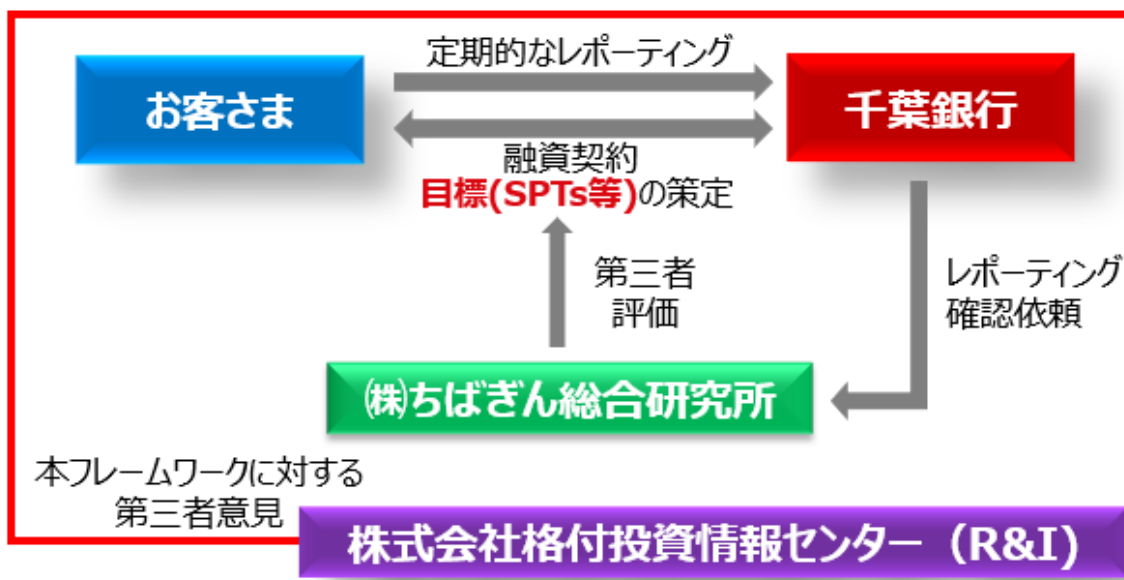 定期的なレポーティング
お客さま
千葉銀行
融資契約
目標(SPTs等)の策定
第三者
評価
レポーティング
確認依頼
㈱ちばぎん総合研究所
本フレームワークに対する
第三者意見
株式会社格付投資情報センター（R&I）